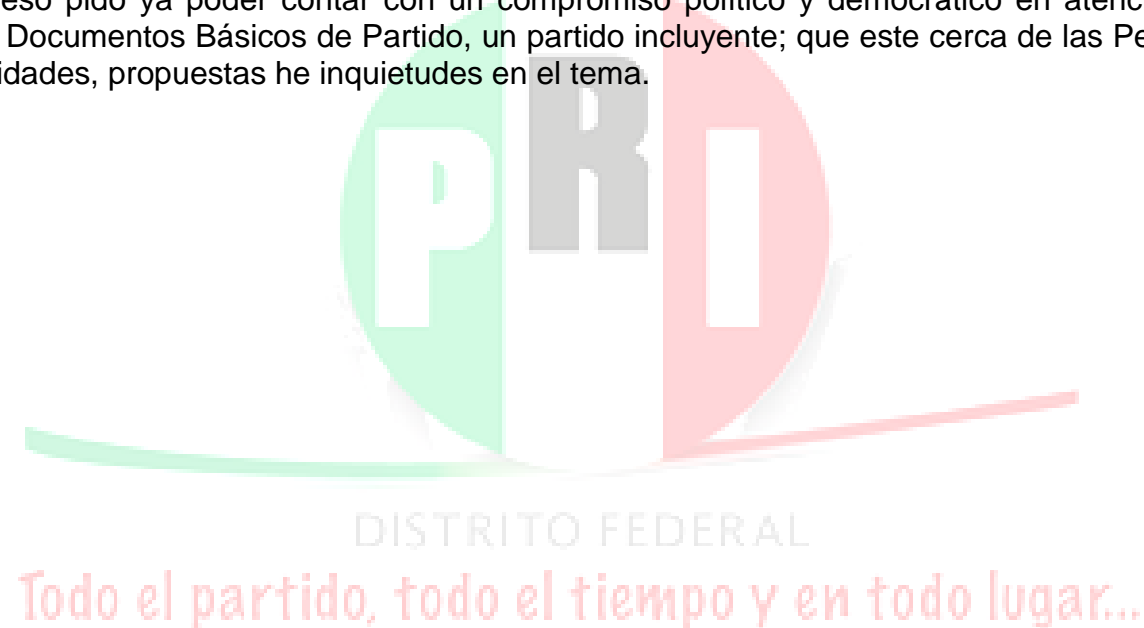 eso pido ya poder contar con un compromiso político y democrático en atenc
Documentos Básicos de Partido, un partido incluyente; que este cerca de las Pe
idades, propuestas he inquietudes en el tema.
PRI
DISTRITO FEDERAL
Todo el partido, todo el tiempo y en todo lugar...